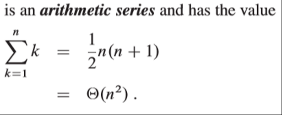 is an arithmetic series and has the value
n
∑ k = 1/2 n(n + 1)
k=1
= Θ(n²) .